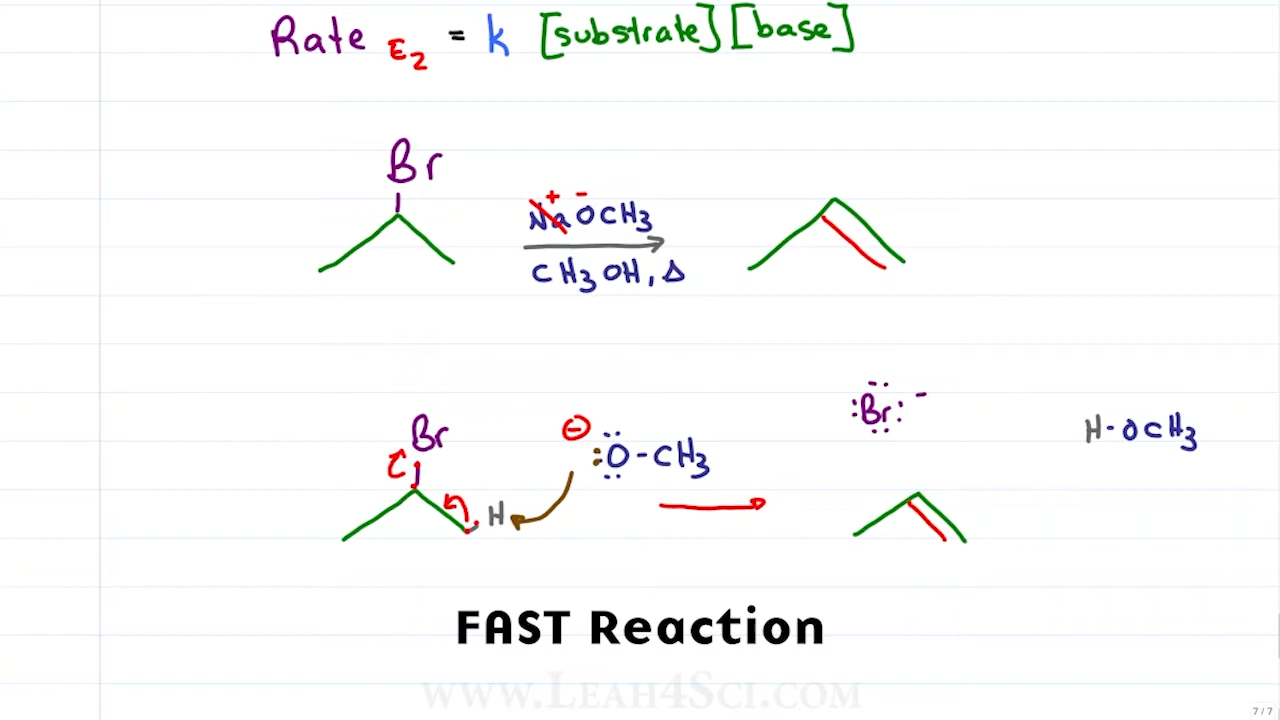 Rate E2 = k [substrate][base]
Br
Na+ -OCH3
CH3OH, Δ
Br
H
⊖
:Ö-CH3
:Br: -
H-OCH3
FAST Reaction
www.Leah4Sci.com
7 / 7